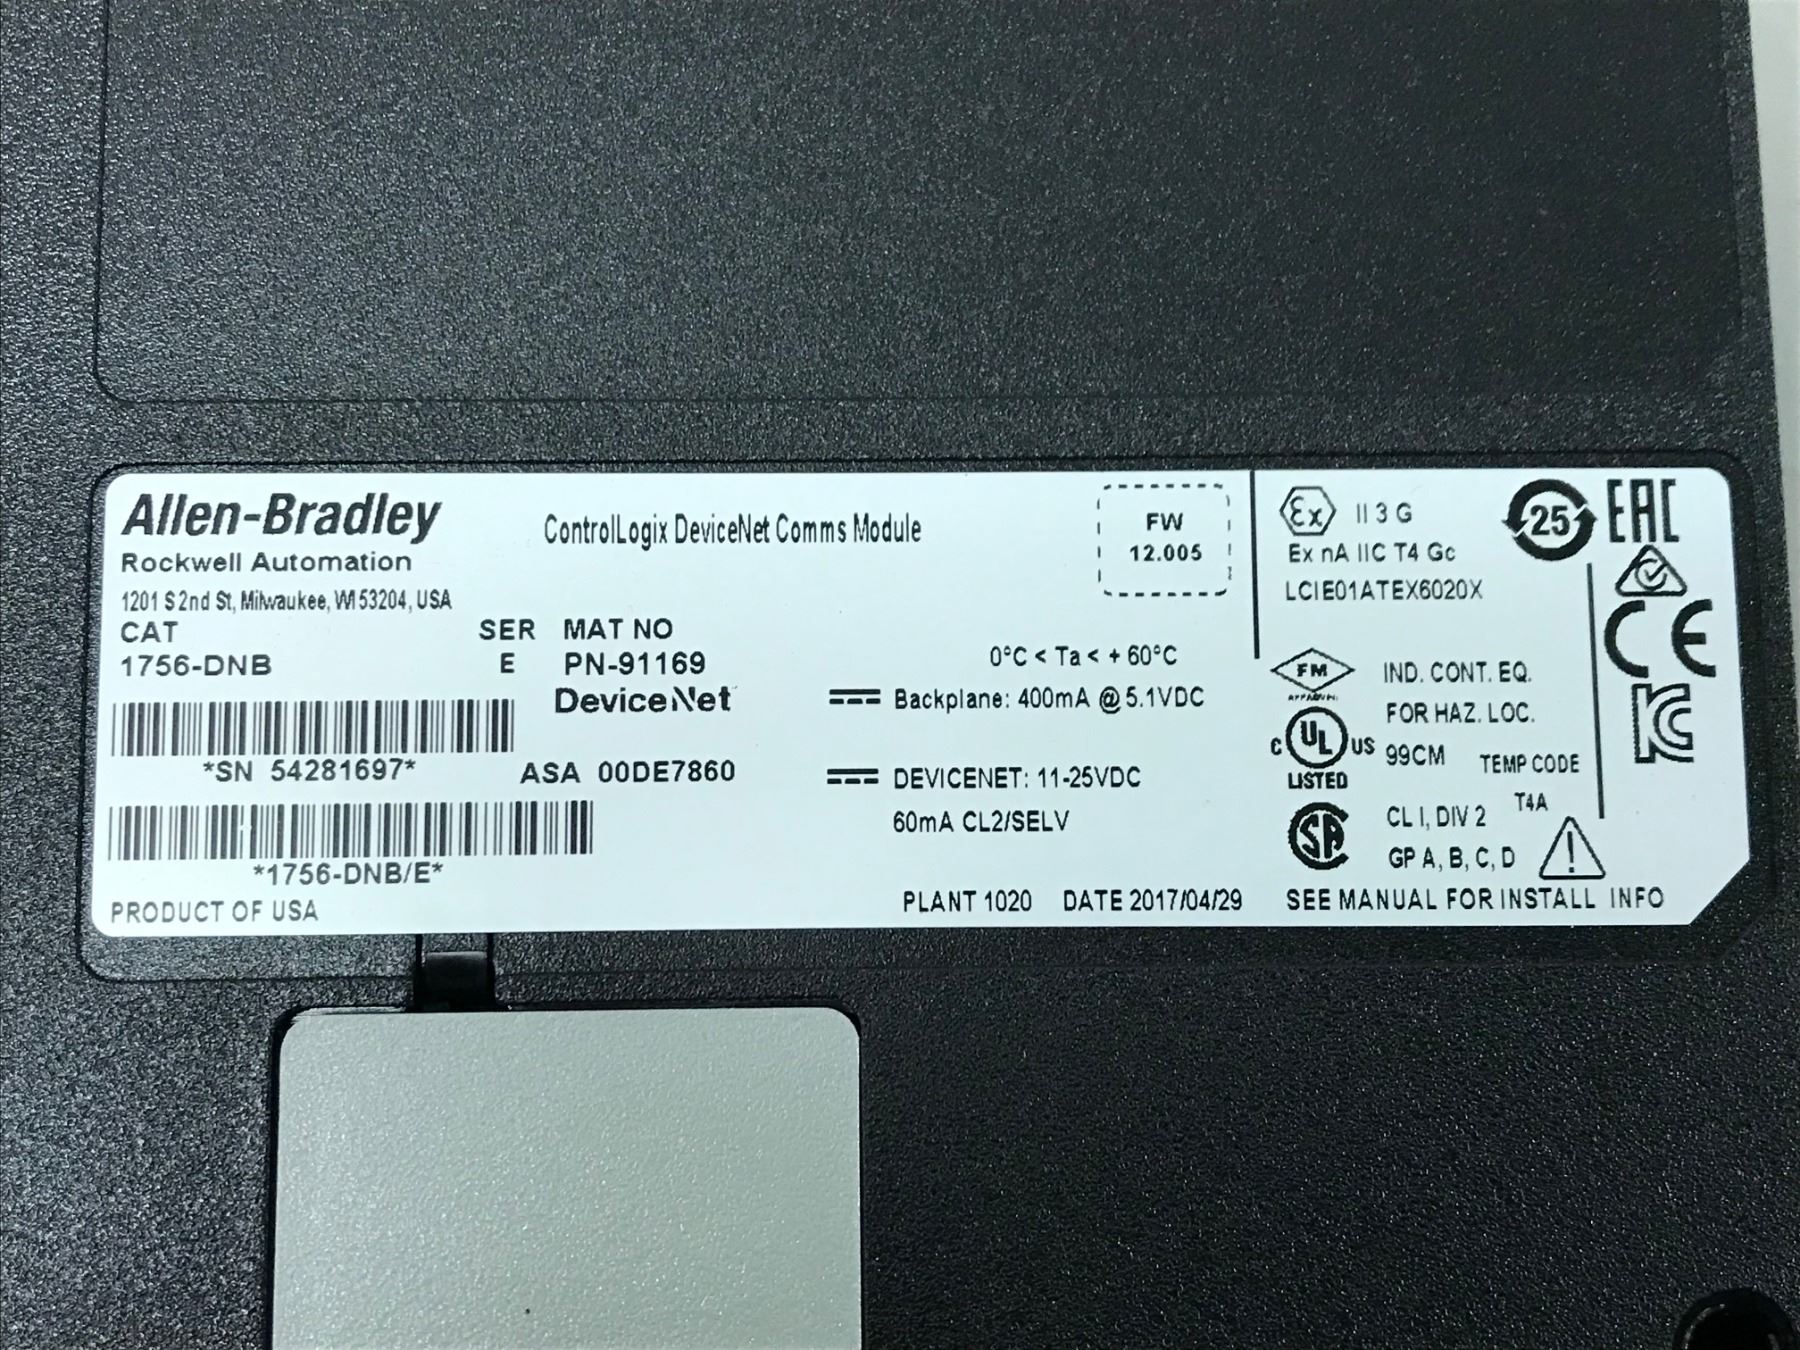 Allen-Bradley
Rockwell Automation
1201 S 2nd St, Milwaukee, WI 53204, USA
ControlLogix DeviceNet Comms Module
FW
12.005
CAT SER MAT NO
1756-DNB E PN-91169
DeviceNet
*SN 54281697* ASA 00DE7860
*1756-DNB/E*
PRODUCT OF USA
0°C < Ta < + 60°C
Backplane: 400mA @ 5.1VDC
DEVICENET: 11-25VDC
60mA CL2/SELV
PLANT 1020 DATE 2017/04/29
Ex II 3 G
Ex nA IIC T4 Gc
LCIE01ATEX6020X
25
EAC
CE
KC
FM
APPROVED
IND. CONT. EQ.
FOR HAZ. LOC.
C UL US
LISTED
99CM TEMP CODE
T4A
SA
CL I, DIV 2
GP A, B, C, D
SEE MANUAL FOR INSTALL INFO